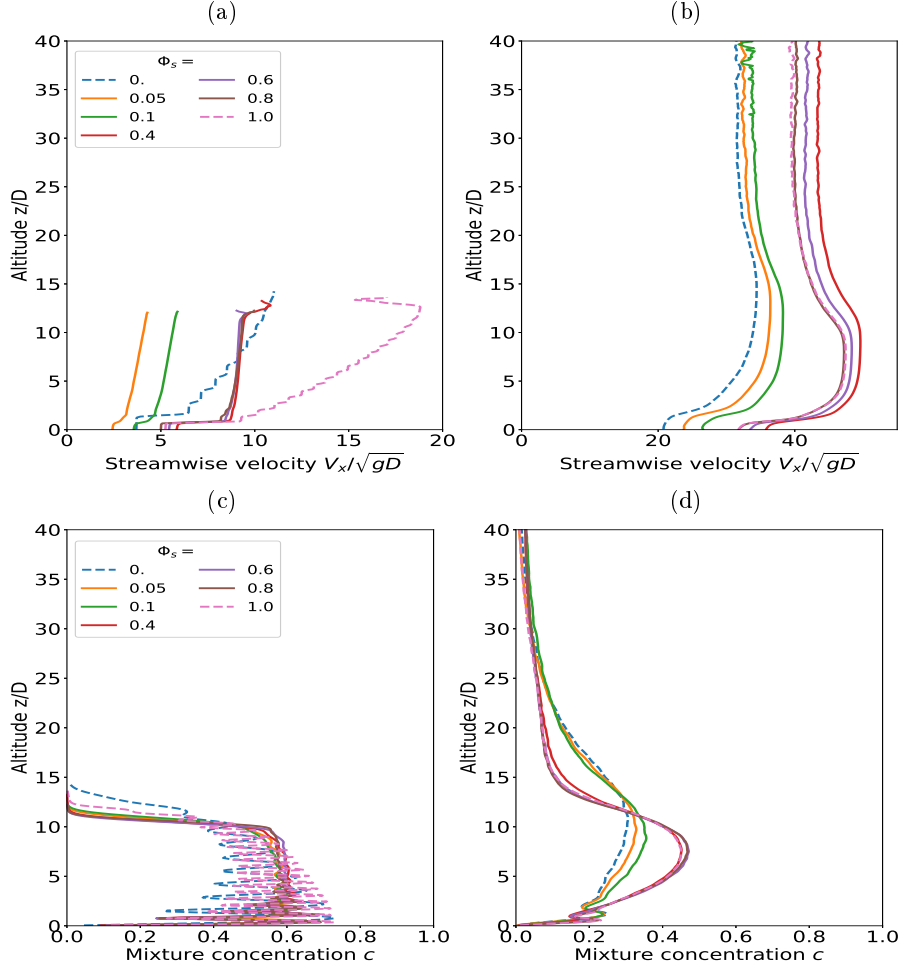 (a) (b)
40
35
30
25
20
15
10
5
0
Altitude z/D
Φₛ =
0. 0.6
0.05 0.8
0.1 1.0
0.4
0 5 10 15 20
Streamwise velocity Vₓ/√gD
40
35
30
25
20
15
10
5
0
Altitude z/D
0 20 40
Streamwise velocity Vₓ/√gD
(c) (d)
40
35
30
25
20
15
10
5
0
Altitude z/D
Φₛ =
0. 0.6
0.05 0.8
0.1 1.0
0.4
0.0 0.2 0.4 0.6 0.8 1.0
Mixture concentration c
40
35
30
25
20
15
10
5
0
Altitude z/D
0.0 0.2 0.4 0.6 0.8 1.0
Mixture concentration c